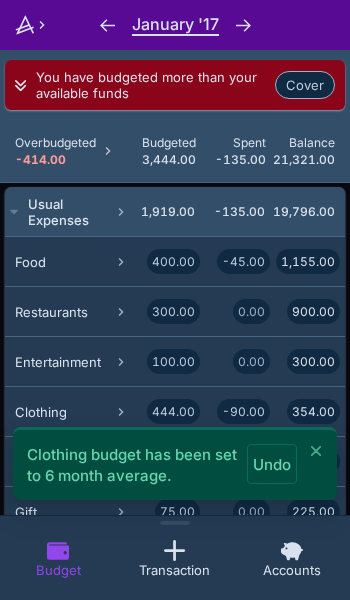 January '17
You have budgeted more than your
available funds
Cover
Overbudgeted Budgeted Spent Balance
-414.00 3,444.00 -135.00 21,321.00
Usual
Expenses 1,919.00 -135.00 19,796.00
Food 400.00 -45.00 1,155.00
Restaurants 300.00 0.00 900.00
Entertainment 100.00 0.00 300.00
Clothing 444.00 -90.00 354.00
Clothing budget has been set
to 6 month average.
Undo
Gift 75.00 0.00 225.00
Budget Transaction Accounts